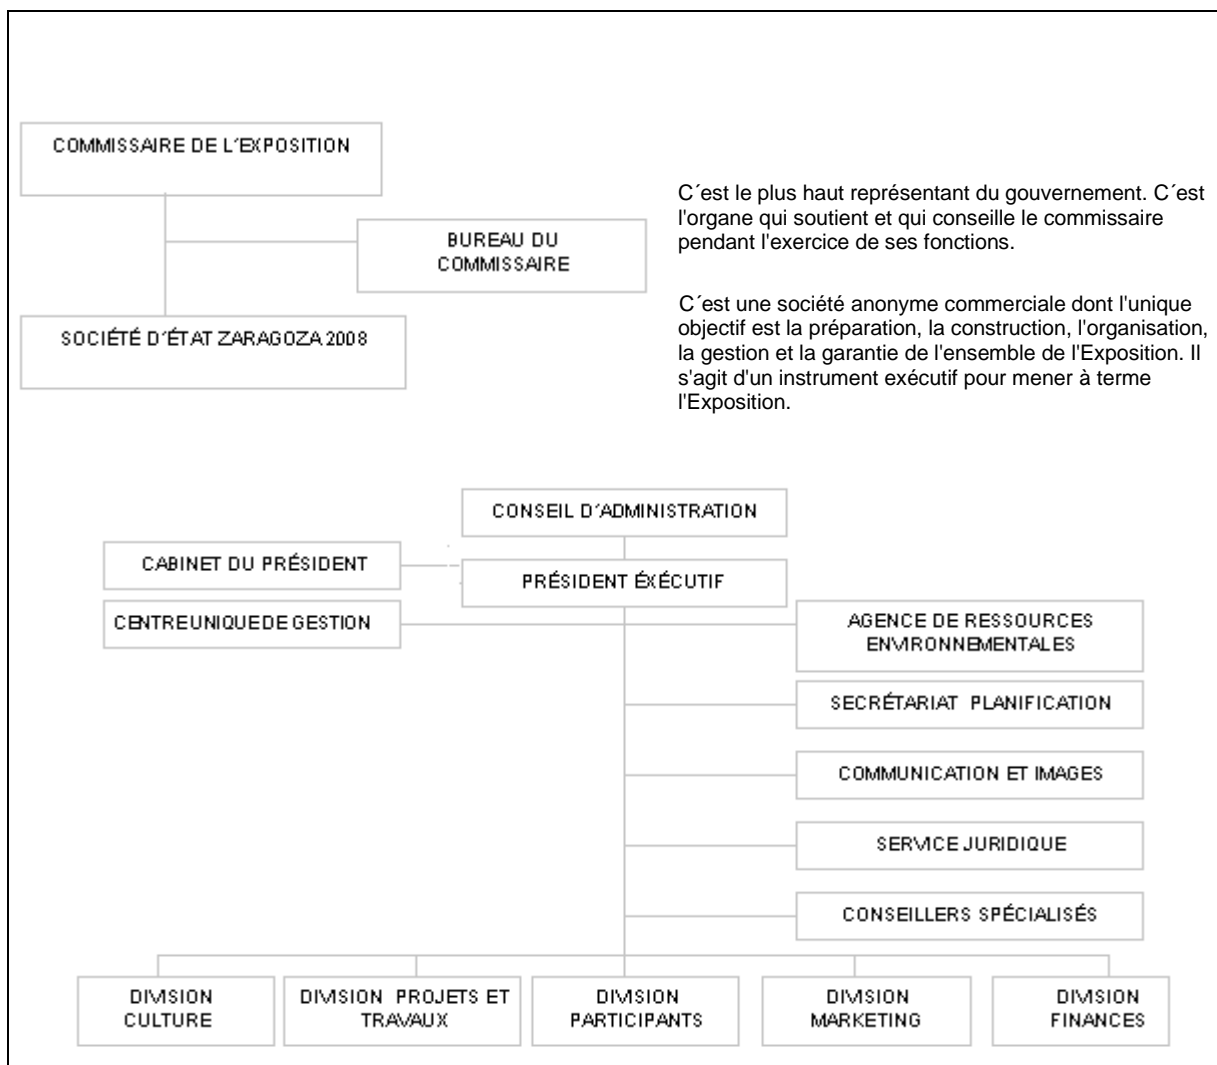 COMMISSAIRE DE L´EXPOSITION
C´est le plus haut représentant du gouvernement. C´est
l'organe qui soutient et qui conseille le commissaire
pendant l'exercice de ses fonctions.
BUREAU DU
COMMISSAIRE
SOCIÉTÉ D´ÉTAT ZARAGOZA 2008
C´est une société anonyme commerciale dont l'unique
objectif est la préparation, la construction, l'organisation,
la gestion et la garantie de l'ensemble de l'Exposition. Il
s'agit d'un instrument exécutif pour mener à terme
l'Exposition.
CONSEIL D´ADMINISTRATION
CABINET DU PRÉSIDENT
PRÉSIDENT ÉXÉCUTIF
CENTRE UNIQUE DE GESTION
AGENCE DE RESSOURCES
ENVIRONNEMENTALES
SECRÉTARIAT PLANIFICATION
COMMUNICATION ET IMAGES
SERVICE JURIDIQUE
CONSEILLERS SPÉCIALISÉS
DIVISION
CULTURE
DIVISION PROJETS ET
TRAVAUX
DIVISION
PARTICIPANTS
DIVISION
MARKETING
DIVISION
FINANCES